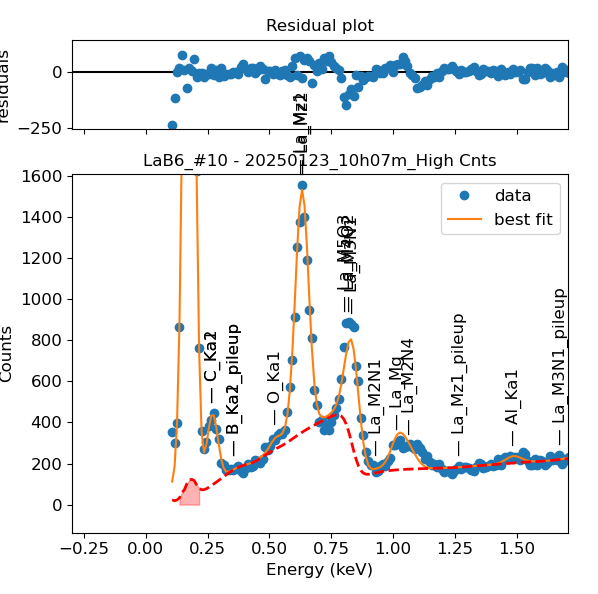 Residual plot
residuals
0
−250
LaB6_#10 - 20250123_10h07m_High Cnts
Counts
1600
1400
1200
1000
800
600
400
200
0
data
best fit
B_Ka1_pileup
O_Ka1
La_M2N1
La_Mg
La_M2N4
La_Mz1_pileup
Al_Ka1
La_M3N1_pileup
−0.25
0.00
0.25
0.50
0.75
1.00
1.25
1.50
Energy (keV)